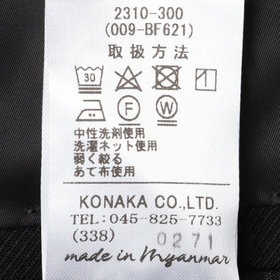 2310-300
(009-BF621)
取扱方法
30
F W
中性洗剤使用
洗濯ネット使用
弱く絞る
あて布使用
KONAKA CO.,LTD.
TEL: 045-825-7733
(338) 0271
made in Myanmar